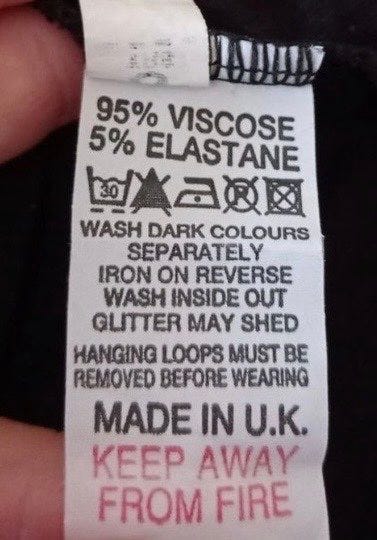 95% VISCOSE
5% ELASTANE
30
WASH DARK COLOURS
SEPARATELY
IRON ON REVERSE
WASH INSIDE OUT
GLITTER MAY SHED
HANGING LOOPS MUST BE
REMOVED BEFORE WEARING
MADE IN U.K.
KEEP AWAY
FROM FIRE